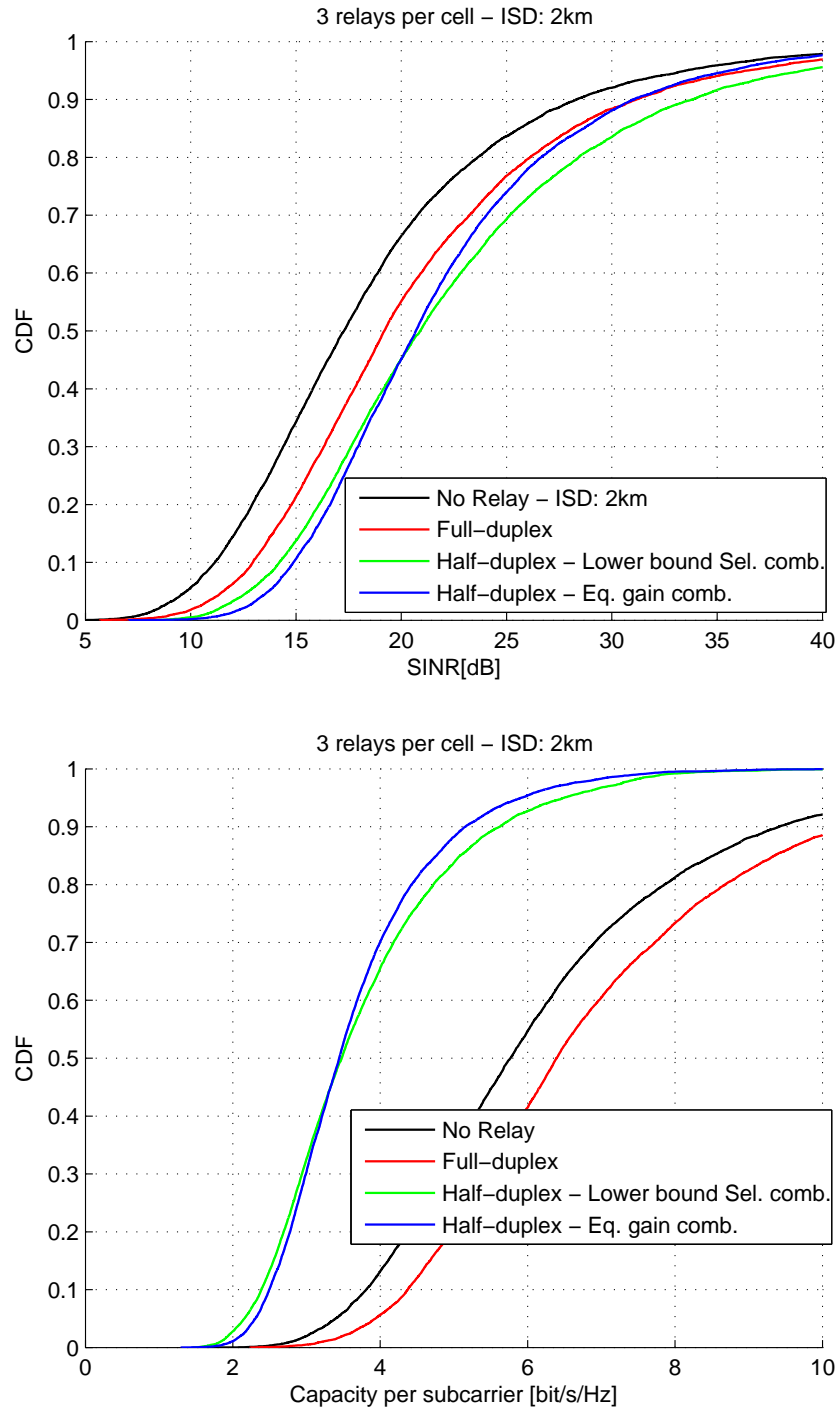 3 relays per cell − ISD: 2km
1
0.9
0.8
0.7
0.6
0.5
0.4
0.3
0.2
0.1
0
CDF
No Relay − ISD: 2km
Full−duplex
Half−duplex − Lower bound Sel. comb.
Half−duplex − Eq. gain comb.
5 10 15 20 25 30 35 40
SINR[dB]
3 relays per cell − ISD: 2km
1
0.9
0.8
0.7
0.6
0.5
0.4
0.3
0.2
0.1
0
CDF
No Relay
Full−duplex
Half−duplex − Lower bound Sel. comb.
Half−duplex − Eq. gain comb.
0 2 4 6 8 10
Capacity per subcarrier [bit/s/Hz]